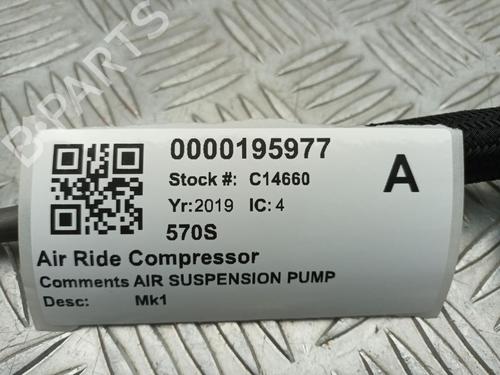 B-PARTS
0000195977
A
Stock #: C14660
Yr:2019 IC: 4
570S
Air Ride Compressor
Comments AIR SUSPENSION PUMP
Desc: Mk1